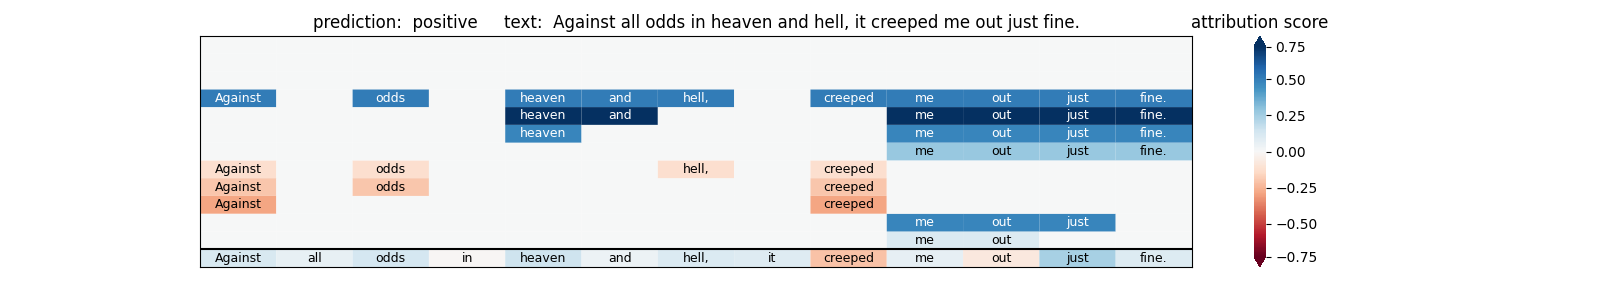 prediction:  positive     text:  Against all odds in heaven and hell, it creeped me out just fine.
attribution score
Against odds heaven and hell, creeped me out just fine.
heaven and me out just fine.
heaven me out just fine.
me out just fine.
Against odds hell, creeped
Against odds creeped
Against creeped
me out just
me out
Against all odds in heaven and hell, it creeped me out just fine.
0.75
0.50
0.25
0.00
−0.25
−0.50
−0.75